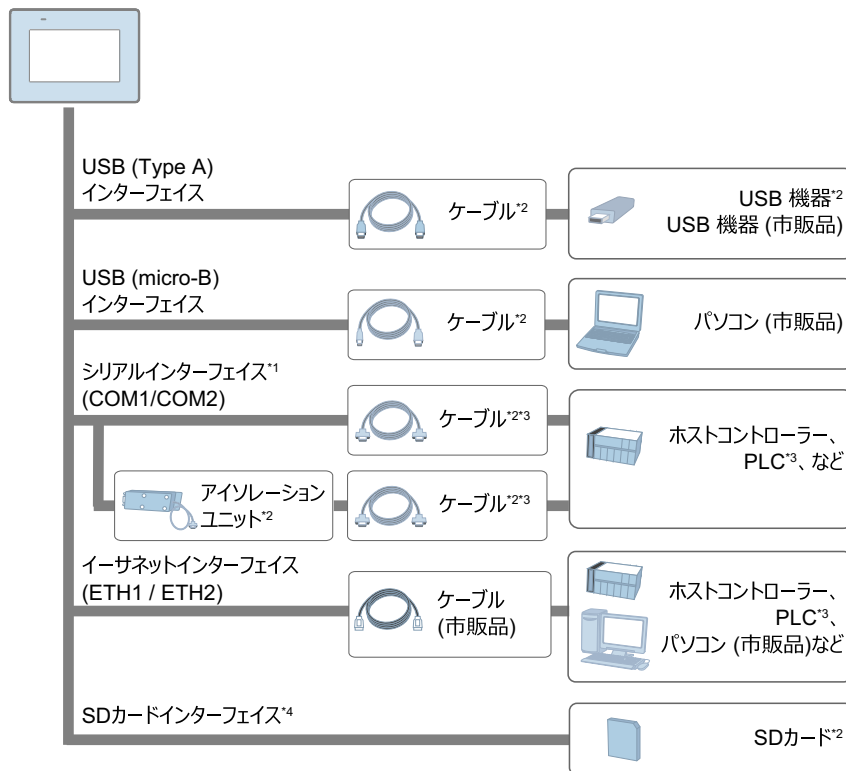 USB (Type A)
インターフェイス
ケーブル*2
USB 機器*2
USB 機器 (市販品)
USB (micro-B)
インターフェイス
ケーブル*2
パソコン (市販品)
シリアルインターフェイス*1
(COM1/COM2)
ケーブル*2*3
ホストコントローラー、
PLC*3、など
アイソレーション
ユニット*2
ケーブル*2*3
イーサネットインターフェイス
(ETH1 / ETH2)
ケーブル
(市販品)
ホストコントローラー、
PLC*3、
パソコン (市販品)など
SDカードインターフェイス*4
SDカード*2